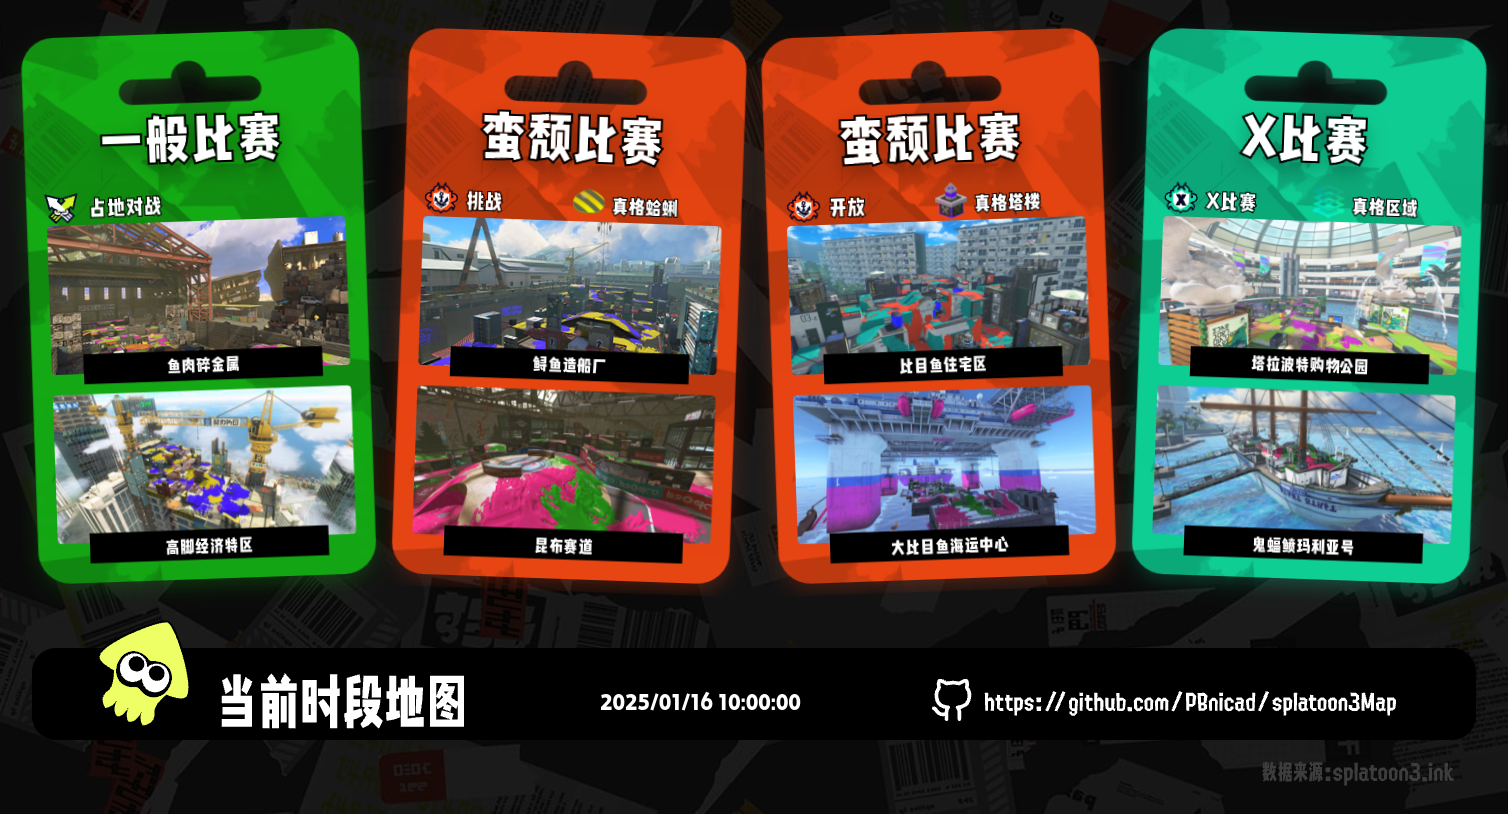 一般比赛
占地对战
鱼肉碎金属
高脚经济特区
蛮颓比赛
挑战
真格蛤蜊
鲟鱼造船厂
昆布赛道
蛮颓比赛
开放
真格塔楼
比目鱼住宅区
大比目鱼海运中心
X比赛
X比赛
真格区域
塔拉波特购物公园
鬼蝠鲼玛利亚号
当前时段地图
2025/01/16 10:00:00
https://github.com/PBnicad/splatoon3Map
数据来源:splatoon3.ink